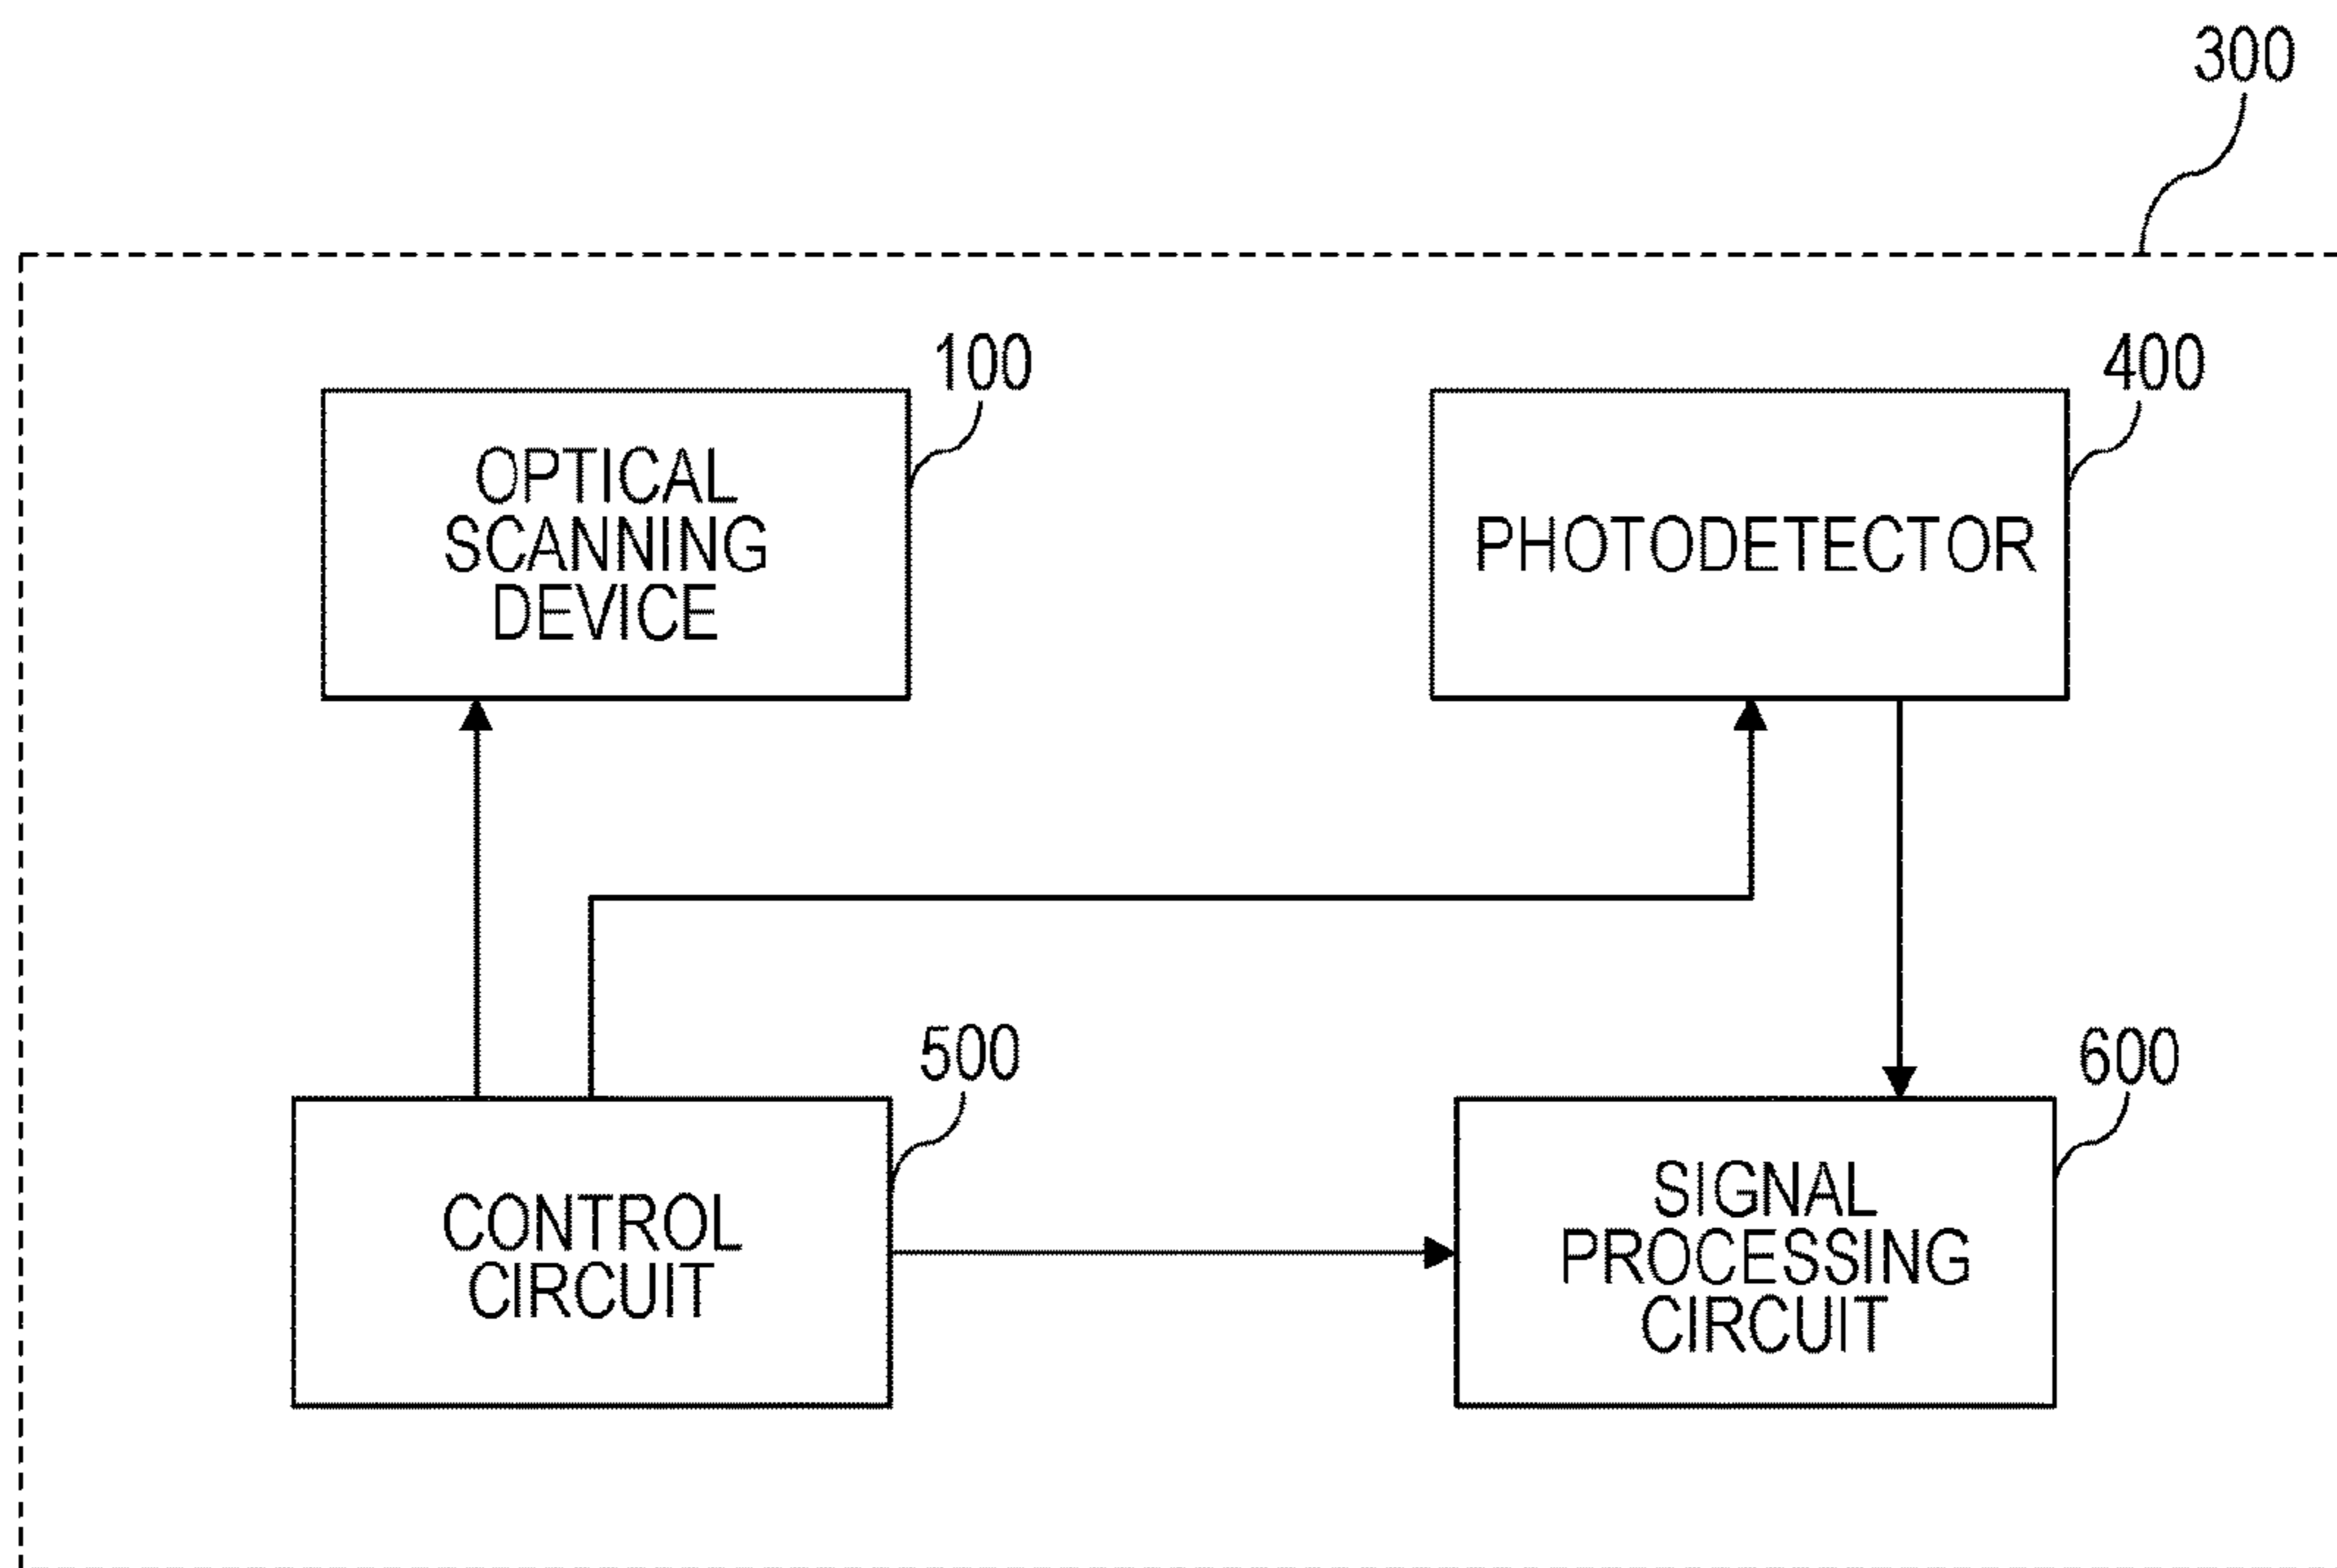 300
100
OPTICAL
SCANNING
DEVICE
400
PHOTODETECTOR
500
CONTROL
CIRCUIT
600
SIGNAL
PROCESSING
CIRCUIT